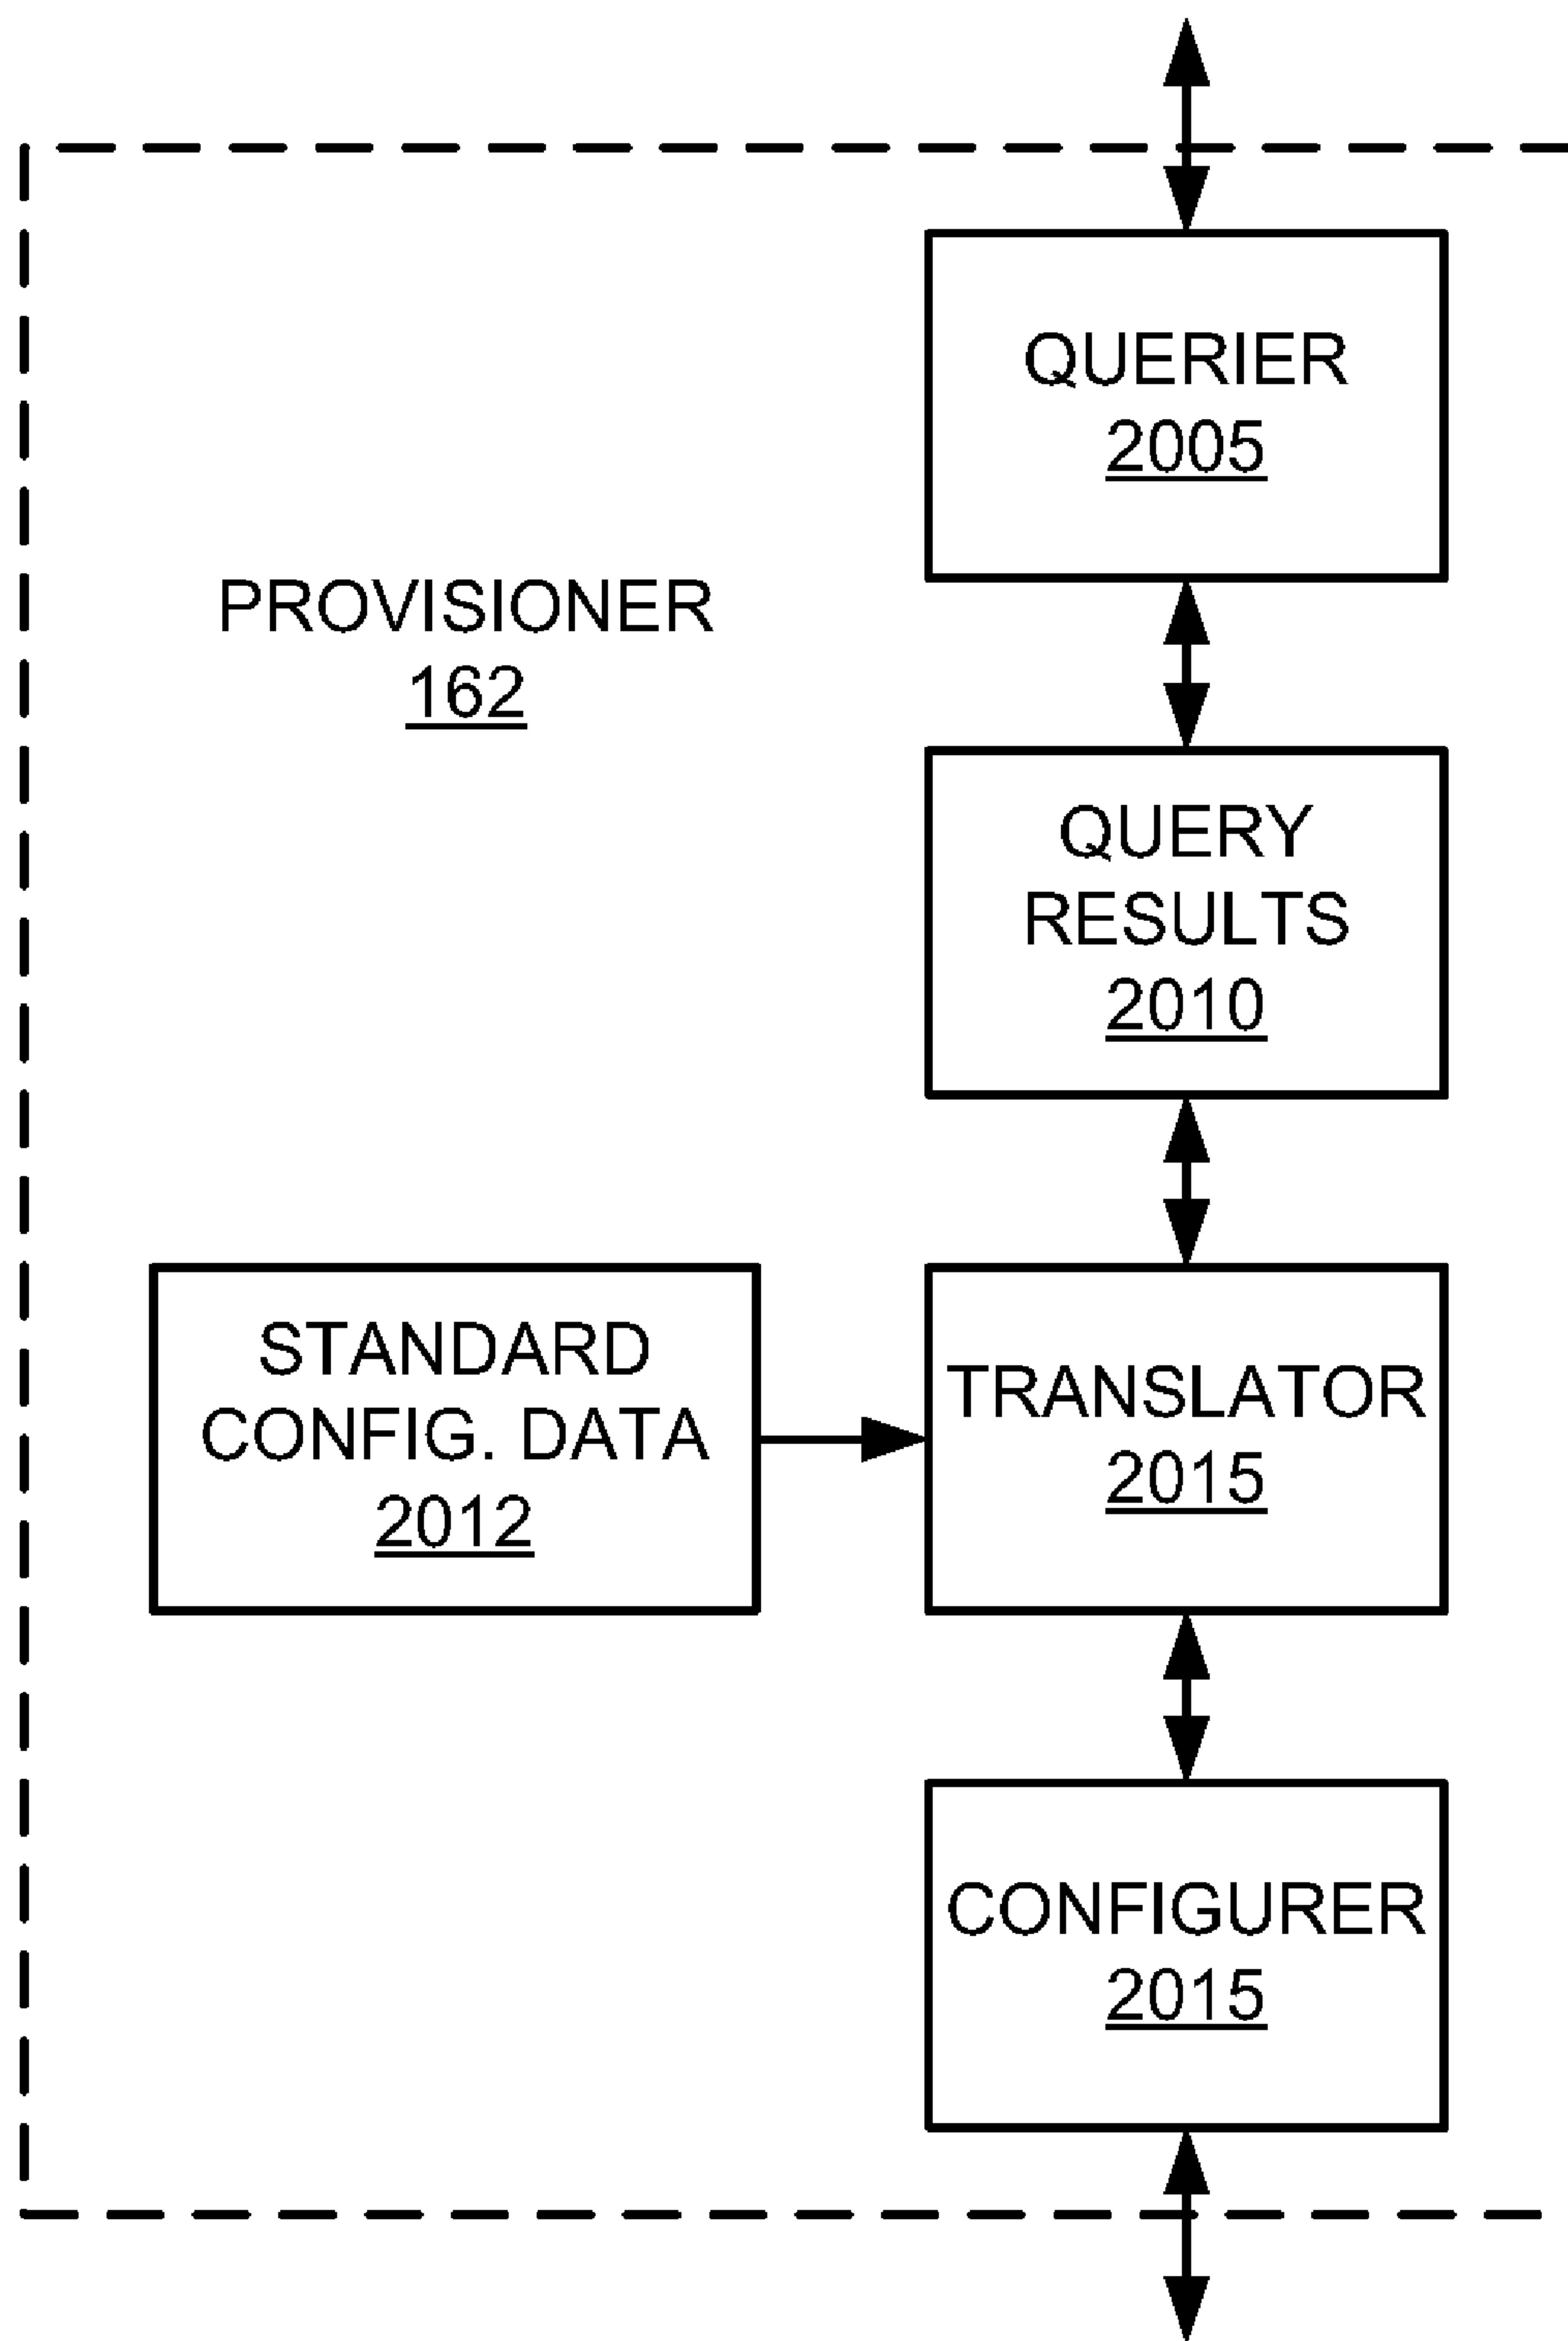 QUERIER
2005
PROVISIONER
162
QUERY
RESULTS
2010
STANDARD
CONFIG. DATA
2012
TRANSLATOR
2015
CONFIGURER
2015